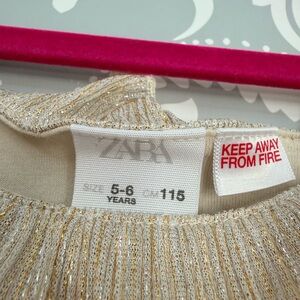 ZARA
SIZE 5-6 CM 115
YEARS
KEEP AWAY
FROM FIRE